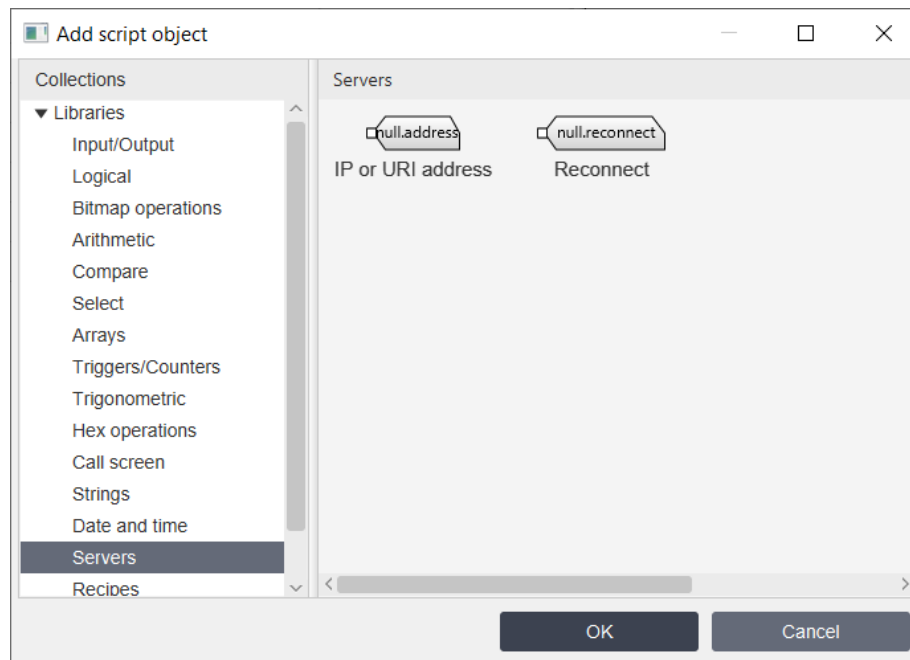 Add script object
Collections
Libraries
Input/Output
Logical
Bitmap operations
Arithmetic
Compare
Select
Arrays
Triggers/Counters
Trigonometric
Hex operations
Call screen
Strings
Date and time
Servers
Recipes
Servers
null.address
null.reconnect
IP or URI address
Reconnect
OK
Cancel